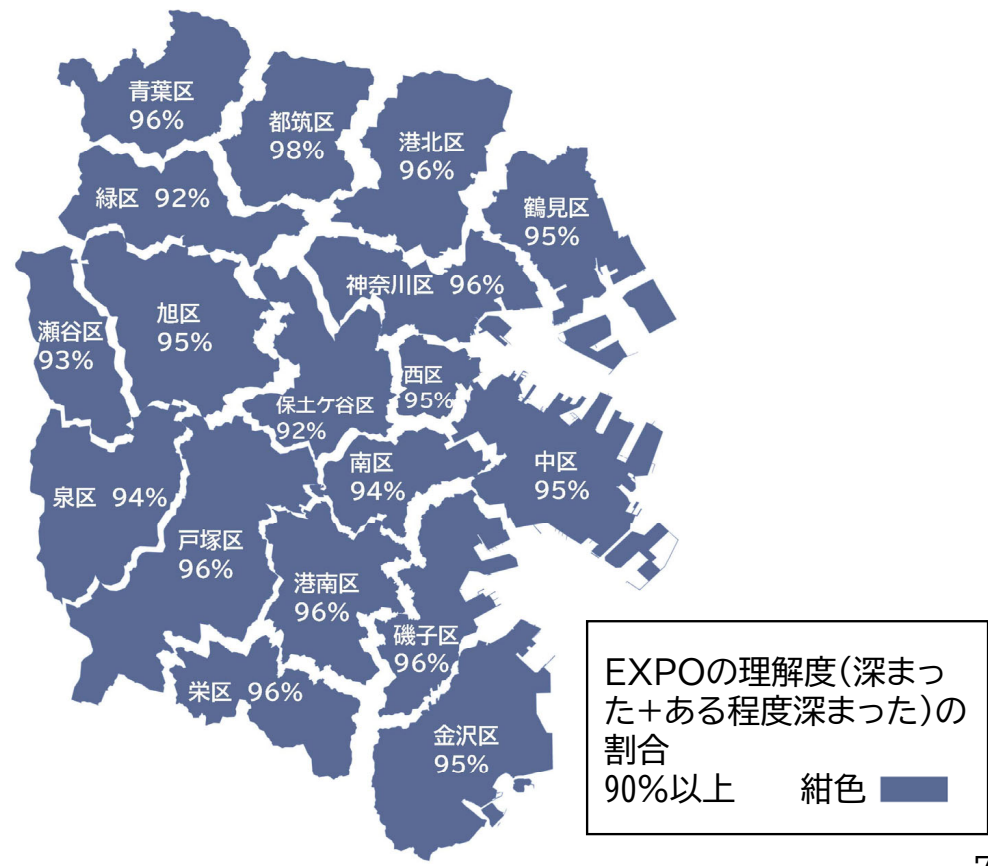 青葉区
96%
都筑区
98%
港北区
96%
緑区 92%
鶴見区
95%
神奈川区 96%
旭区
95%
瀬谷区
93%
西区
95%
保土ケ谷区
92%
南区
94%
中区
95%
泉区 94%
戸塚区
96%
港南区
96%
磯子区
96%
栄区 96%
金沢区
95%
EXPOの理解度(深まっ
た+ある程度深まった)の
割合
90%以上 紺色